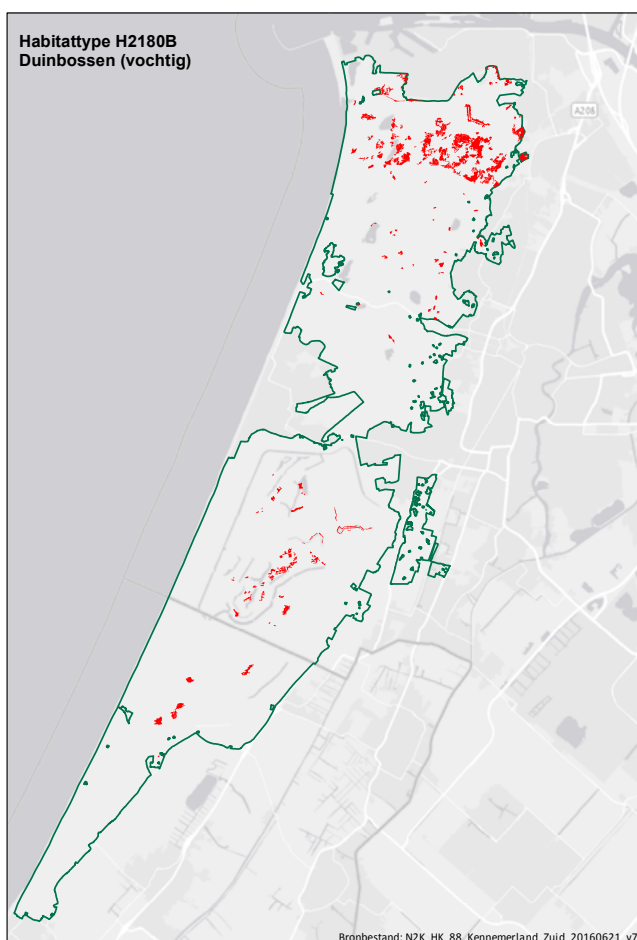 Habitattype H2180B
Duinbossen (vochtig)
A208
Bronbestand: N2K_HK_88_Kennemerland_Zuid_20160621_v7